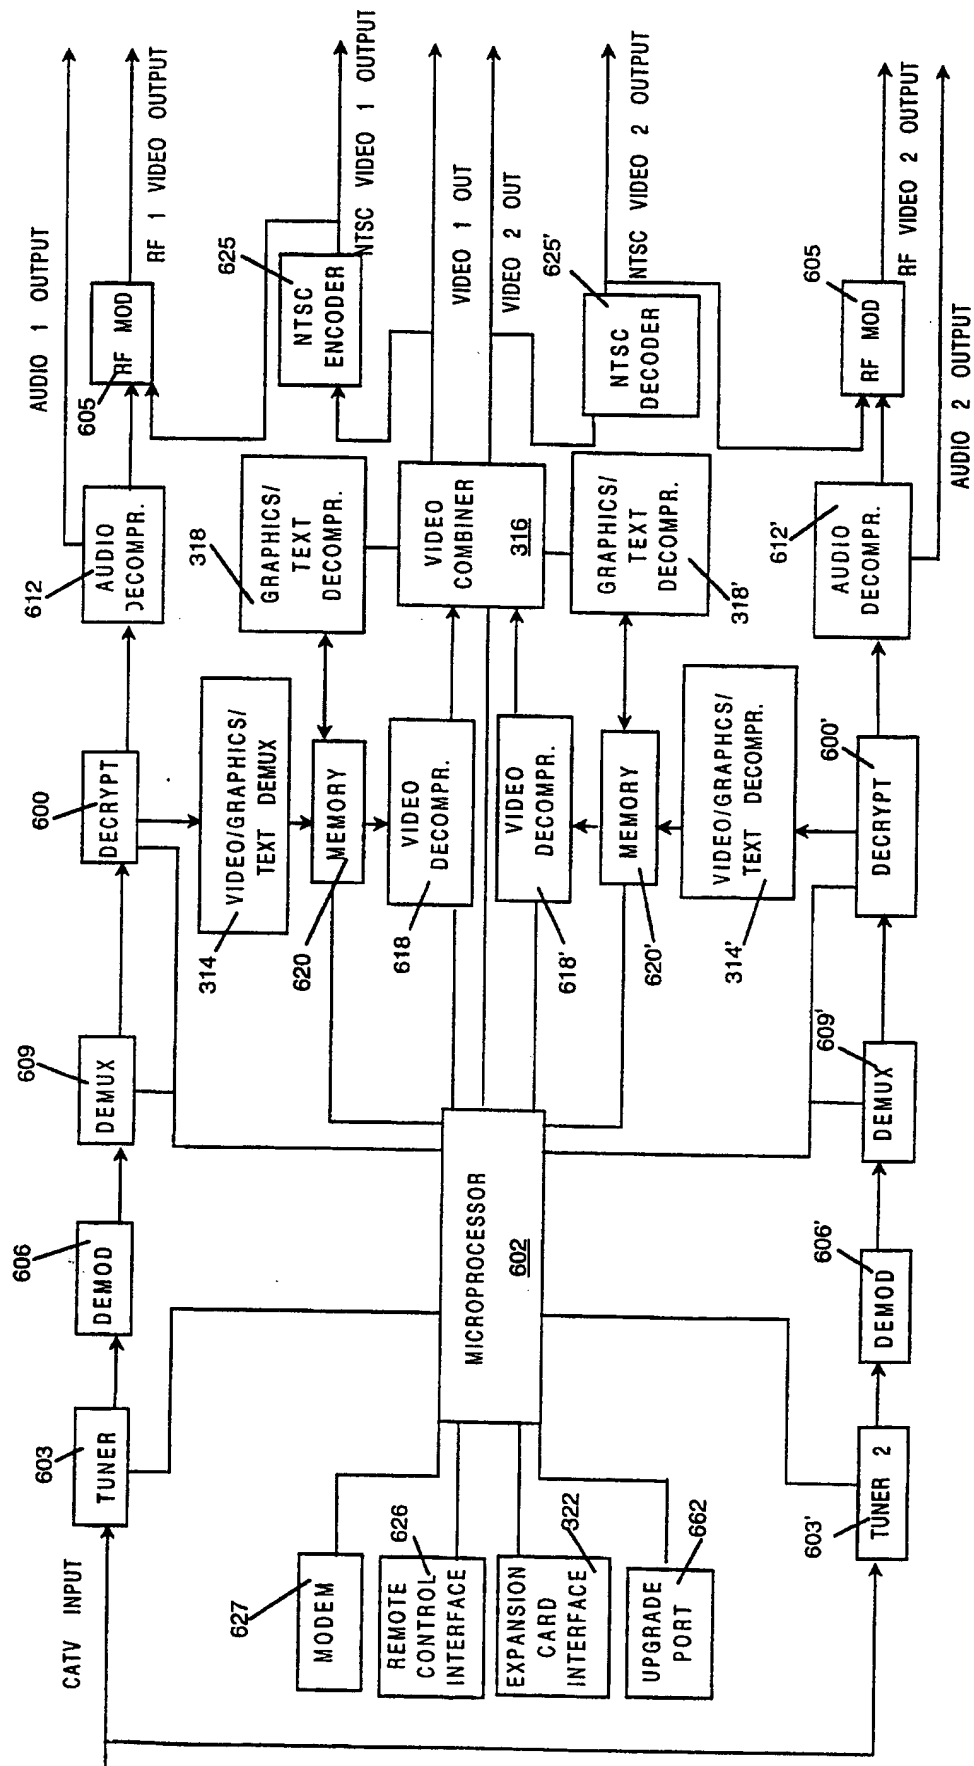 CATV INPUT
603
TUNER
606
DEMOD
609
DEMUX
600
DECRYPT
612
AUDIO
DECOMPR.
605
RF MOD
AUDIO 1 OUTPUT
RF 1 VIDEO OUTPUT
314
VIDEO/GRAPHICS/
TEXT DEMUX
318
GRAPHICS/
TEXT
DECOMPR.
625
NTSC
ENCODER
NTSC VIDEO 1 OUTPUT
627
MODEM
620
MEMORY
626
REMOTE
CONTROL
INTERFACE
MICROPROCESSOR
602
618
VIDEO
DECOMPR.
VIDEO
COMBINER
316
VIDEO 1 OUT
VIDEO 2 OUT
322
EXPANSION
CARD
INTERFACE
618'
VIDEO
DECOMPR.
662
UPGRADE
PORT
620'
MEMORY
318'
GRAPHICS/
TEXT
DECOMPR.
625'
NTSC
DECODER
NTSC VIDEO 2 OUTPUT
314'
VIDEO/GRAPHCS/
TEXT DECOMPR.
603'
TUNER 2
606'
DEMOD
609'
DEMUX
600'
DECRYPT
612'
AUDIO
DECOMPR.
605
RF MOD
RF VIDEO 2 OUTPUT
AUDIO 2 OUTPUT